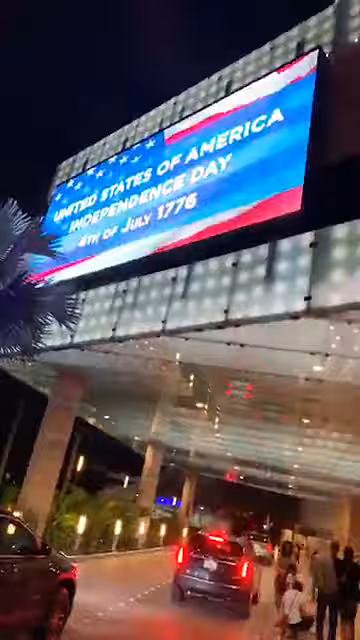 UNITED STATES OF AMERICA
INDEPENDENCE DAY
4TH OF JULY 1776